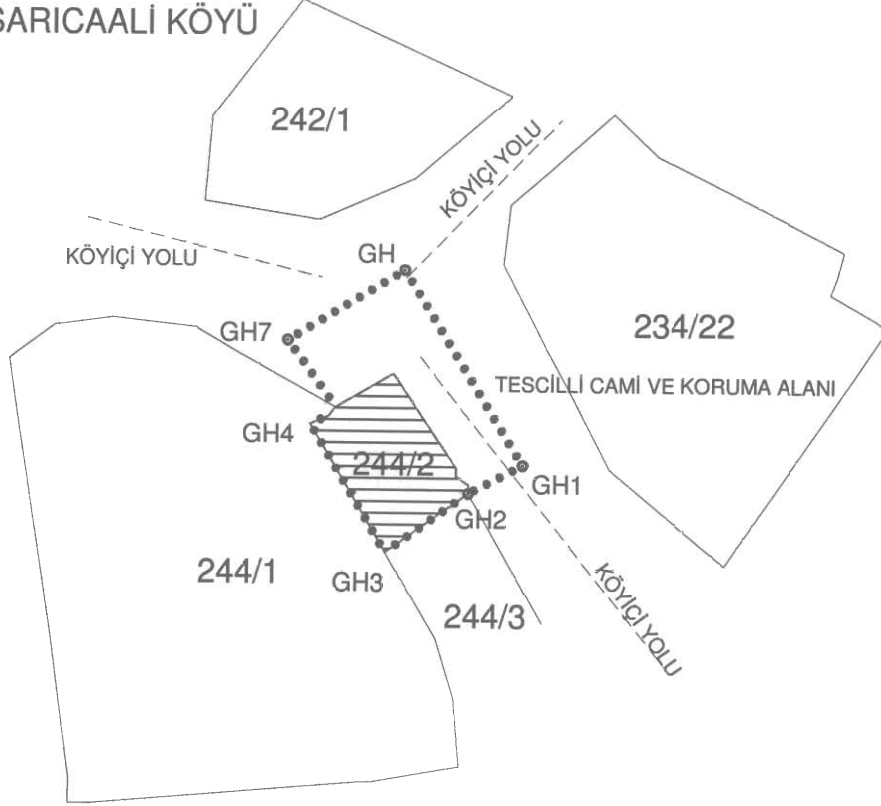 SARICAALİ KÖYÜ
242/1
KÖYİÇİ YOLU
KÖYİÇİ YOLU
GH
GH7
234/22
TESCİLLİ CAMİ VE KORUMA ALANI
GH4
244/2
GH1
GH2
244/1
GH3
244/3
KÖYİÇİ YOLU